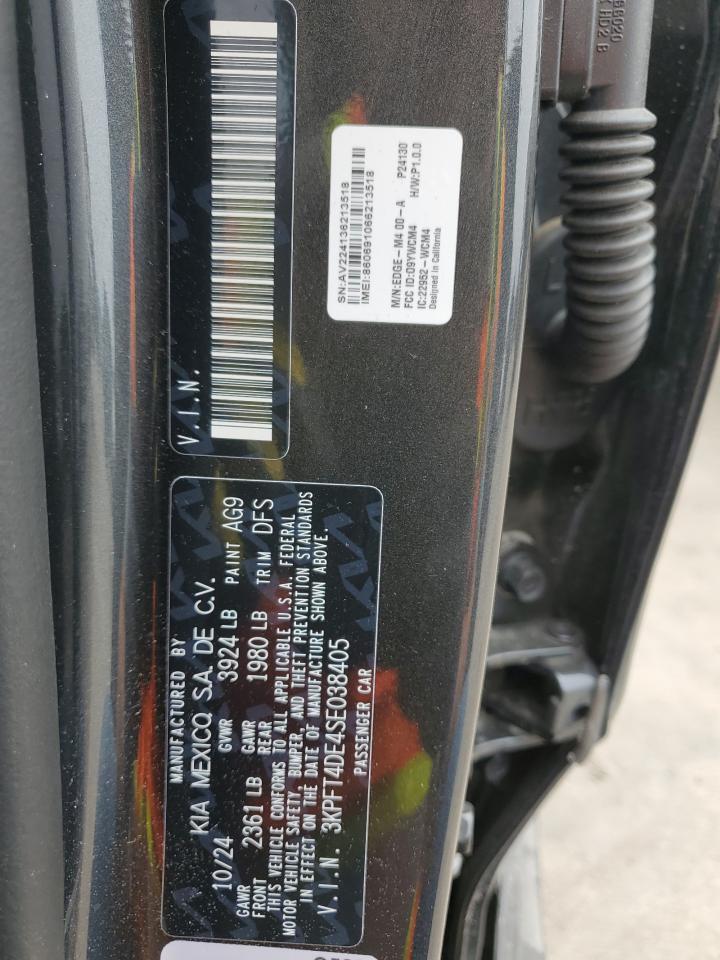 MANUFACTURED BY
KIA MEXICO, S.A. DE C.V.
10/24 GVWR 3924 LB PAINT AG9
GAWR FRONT 2361 LB GAWR REAR 1980 LB TRIM DFS
THIS VEHICLE CONFORMS TO ALL APPLICABLE U.S.A. FEDERAL
MOTOR VEHICLE SAFETY, BUMPER, AND THEFT PREVENTION STANDARDS
IN EFFECT ON THE DATE OF MANUFACTURE SHOWN ABOVE.
V.I.N. 3KPFT4DE4SE038405
PASSENGER CAR
V.I.N.
SN:AV224136213518
IMEI:860691066213518
M/N:EDGE-M4 00-A P24130
FCC ID:O9YWCM4 H/W:P1.0.0
IC:22952-WCM4
Designed in California
HD2 B
KIA